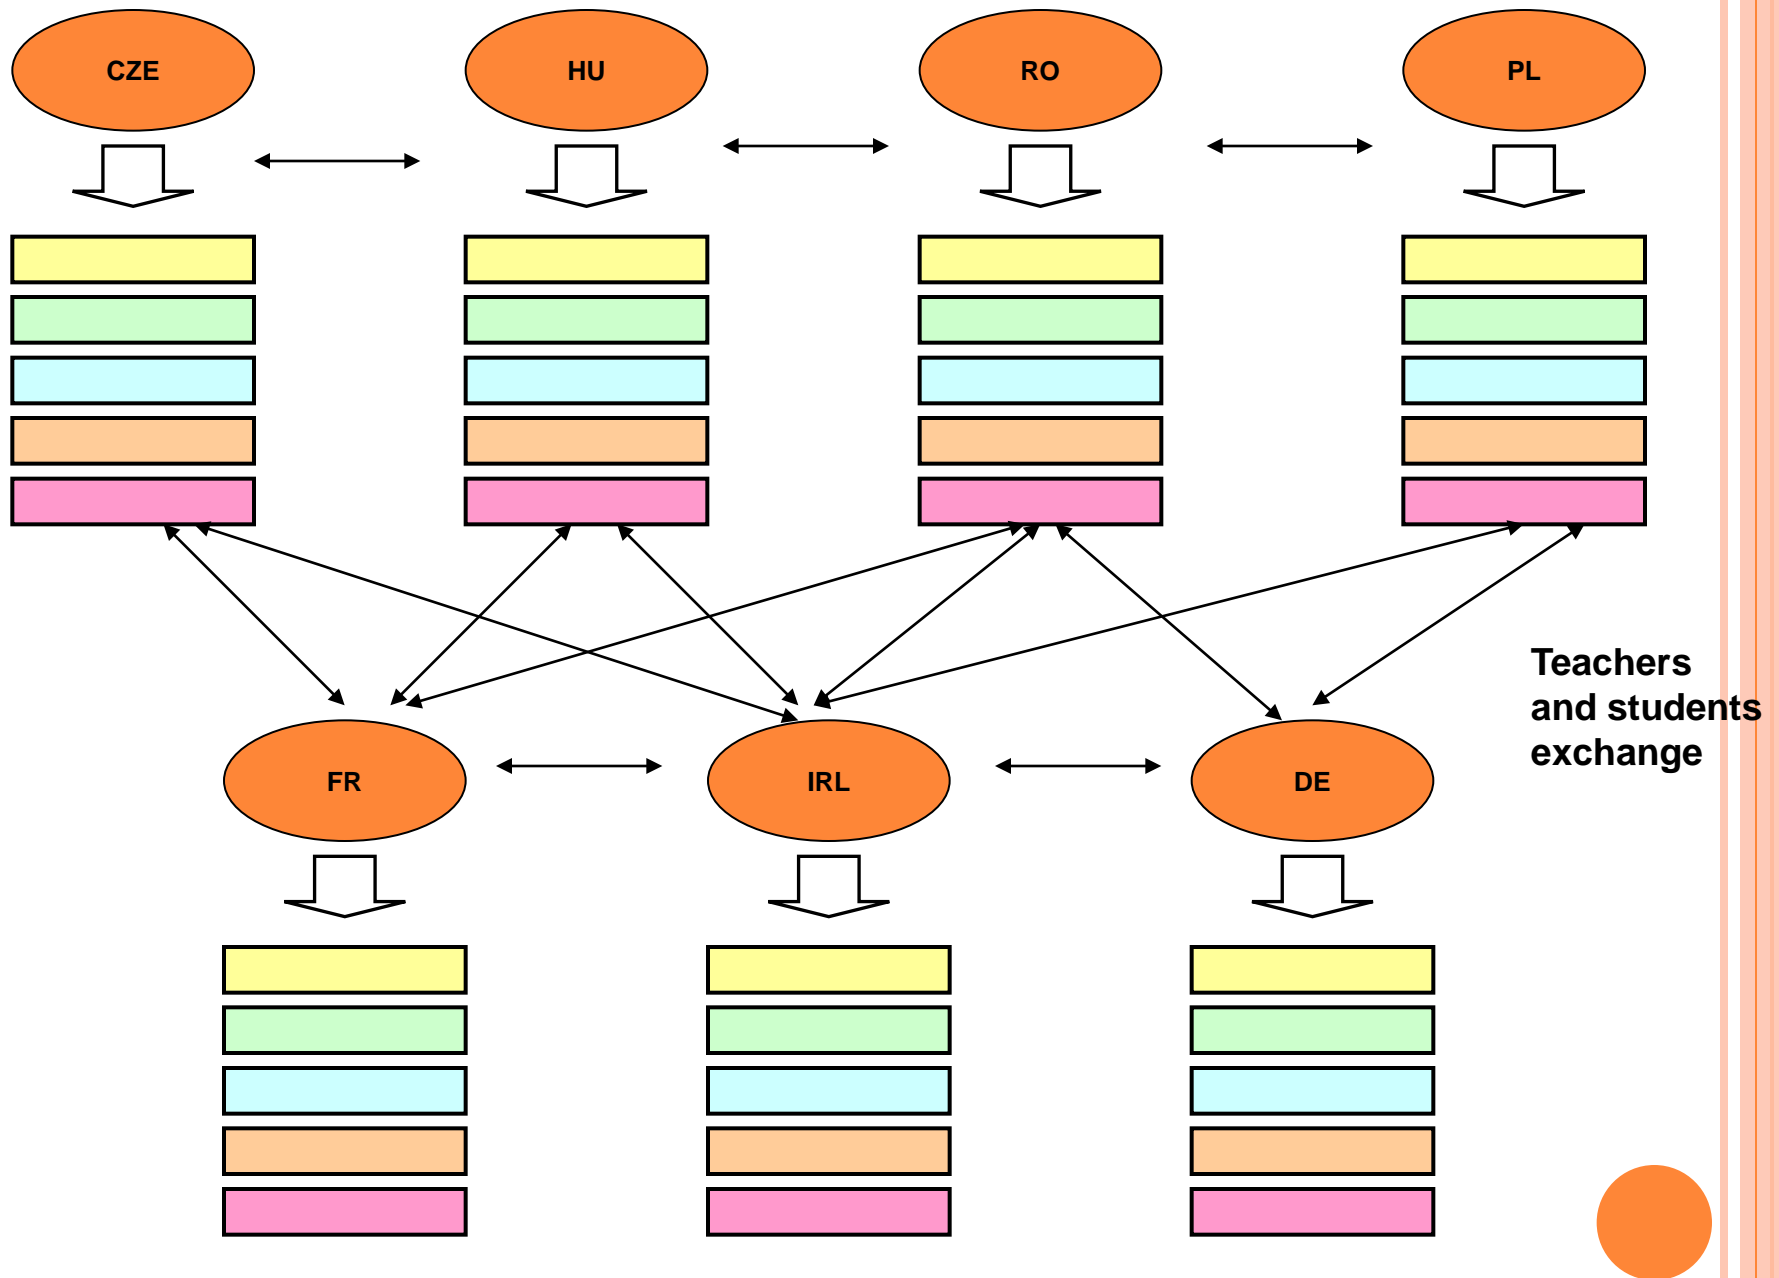 CZE
HU
RO
PL
Teachers
and students
exchange
FR
IRL
DE